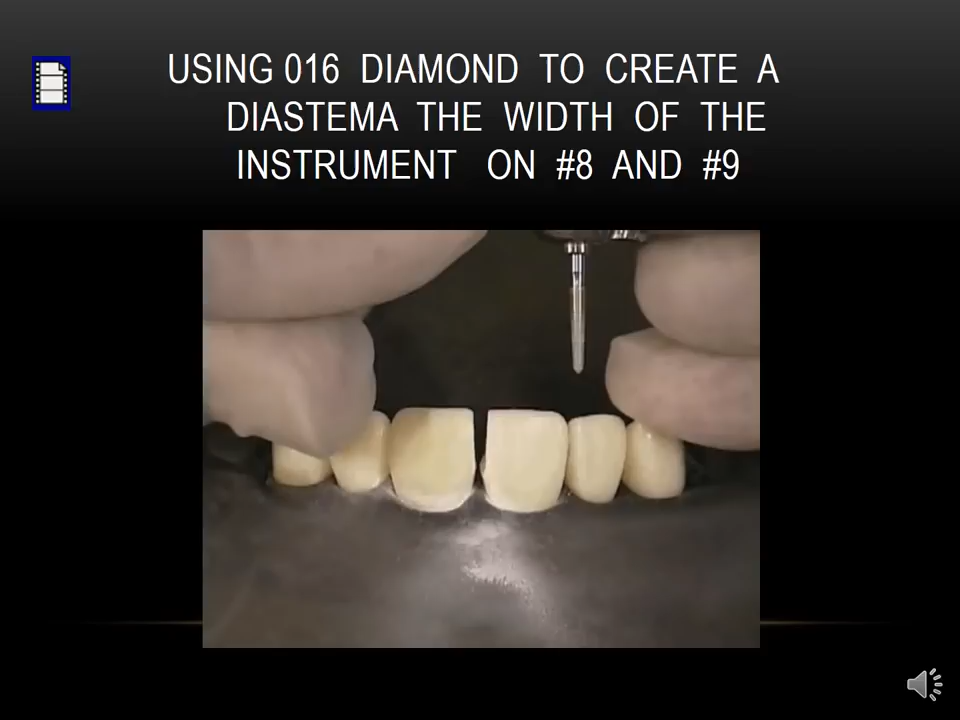 USING 016 DIAMOND TO CREATE A
DIASTEMA THE WIDTH OF THE
INSTRUMENT ON #8 AND #9